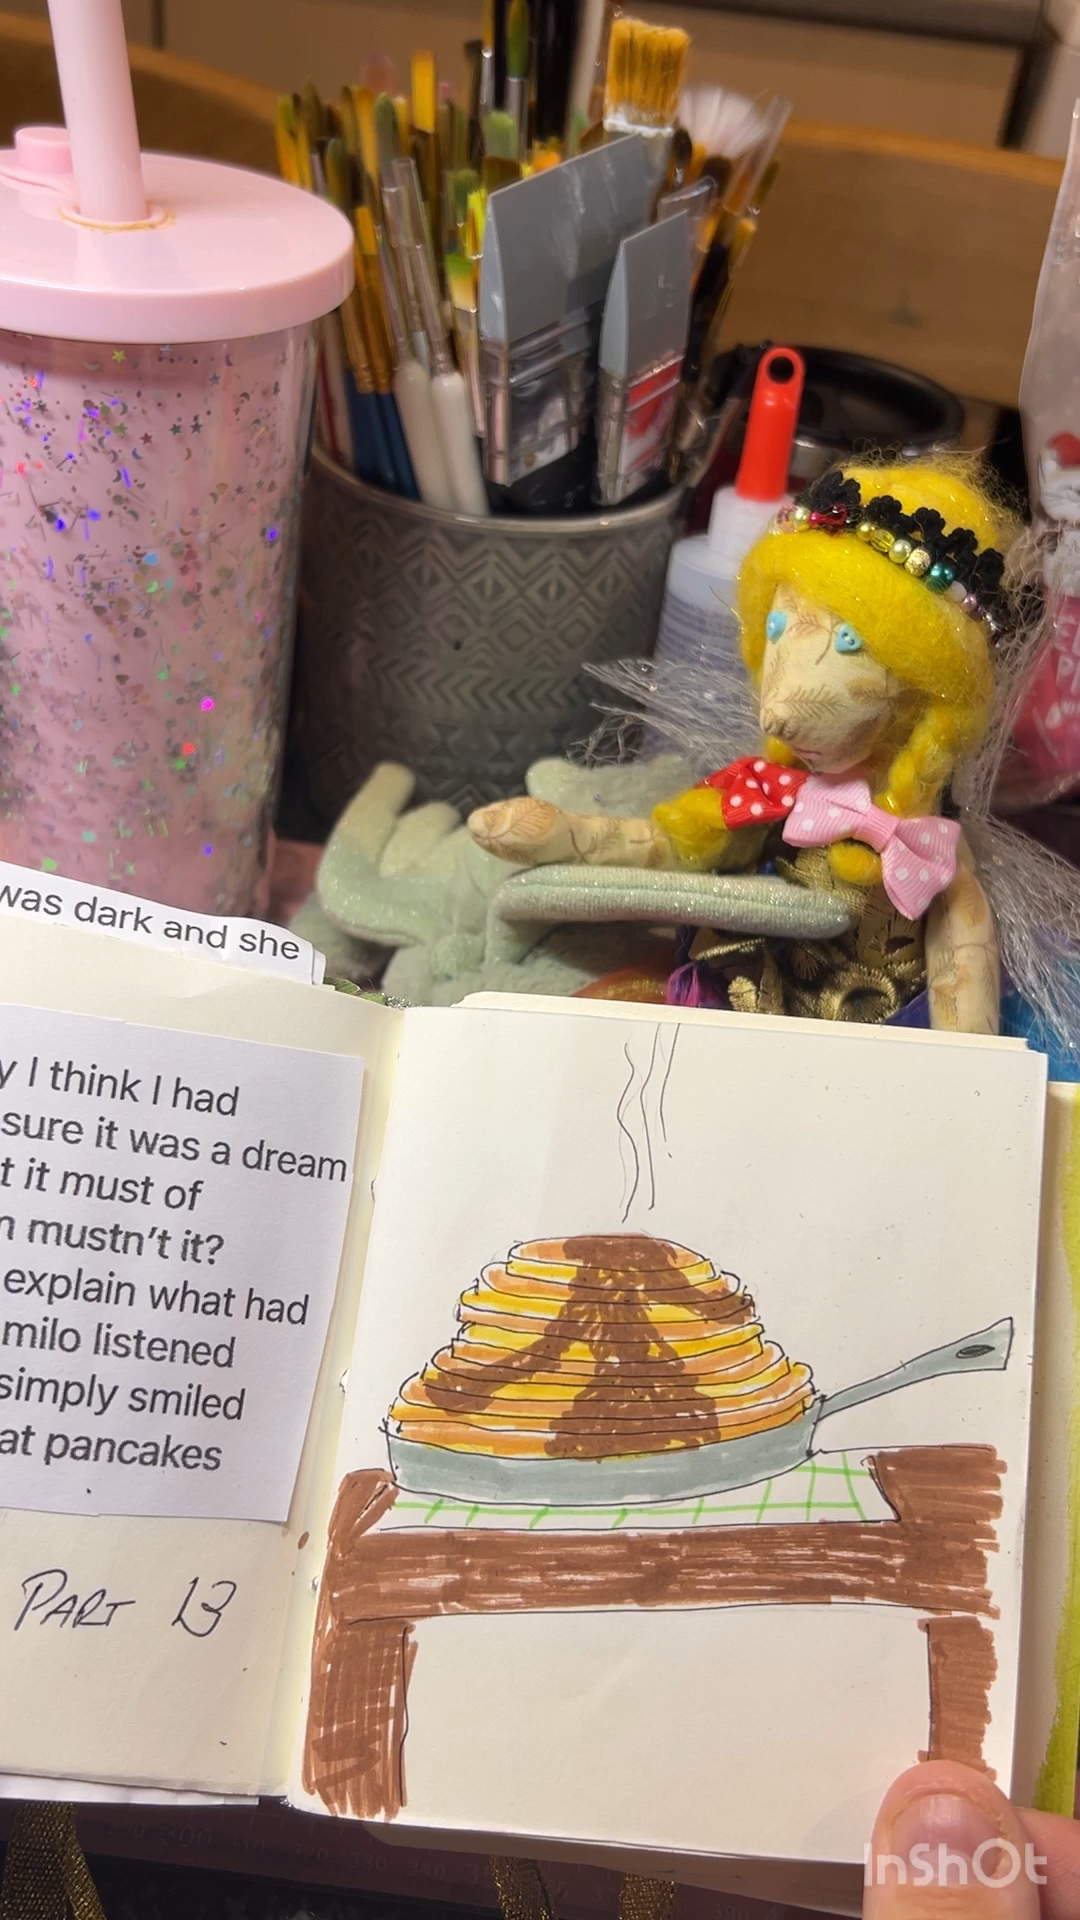 was dark and she
y I think I had
sure it was a dream
t it must of
n mustn't it?
explain what had
milo listened
simply smiled
at pancakes
PART 13
InShOt